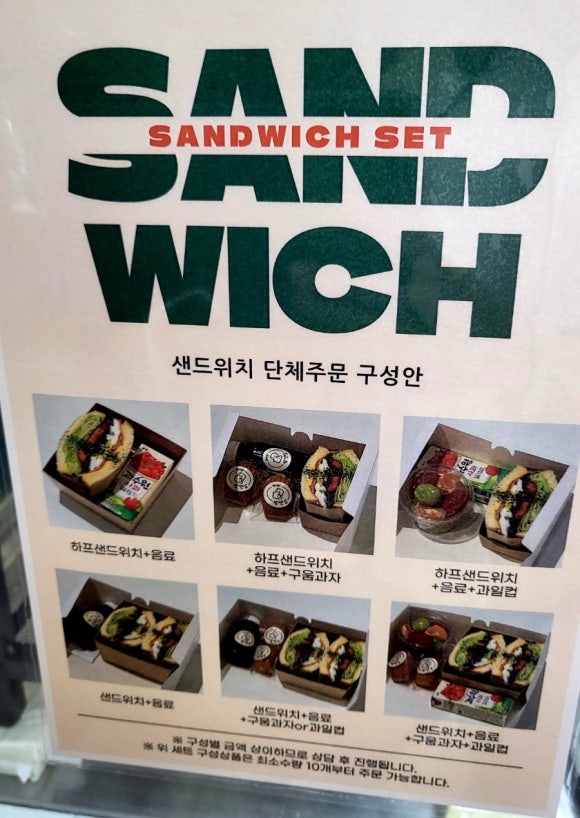 SAND
SANDWICH SET
WICH
샌드위치 단체주문 구성안
하프샌드위치+음료
하프샌드위치
+음료+구움과자
하프샌드위치
+음료+과일컵
샌드위치+음료
샌드위치+음료
+구움과자or과일컵
샌드위치+음료
+구움과자+과일컵
※ 구성별 금액 상이하므로 상담 후 진행됩니다.
※ 위 세트 구성상품은 최소수량 10개부터 주문 가능합니다.